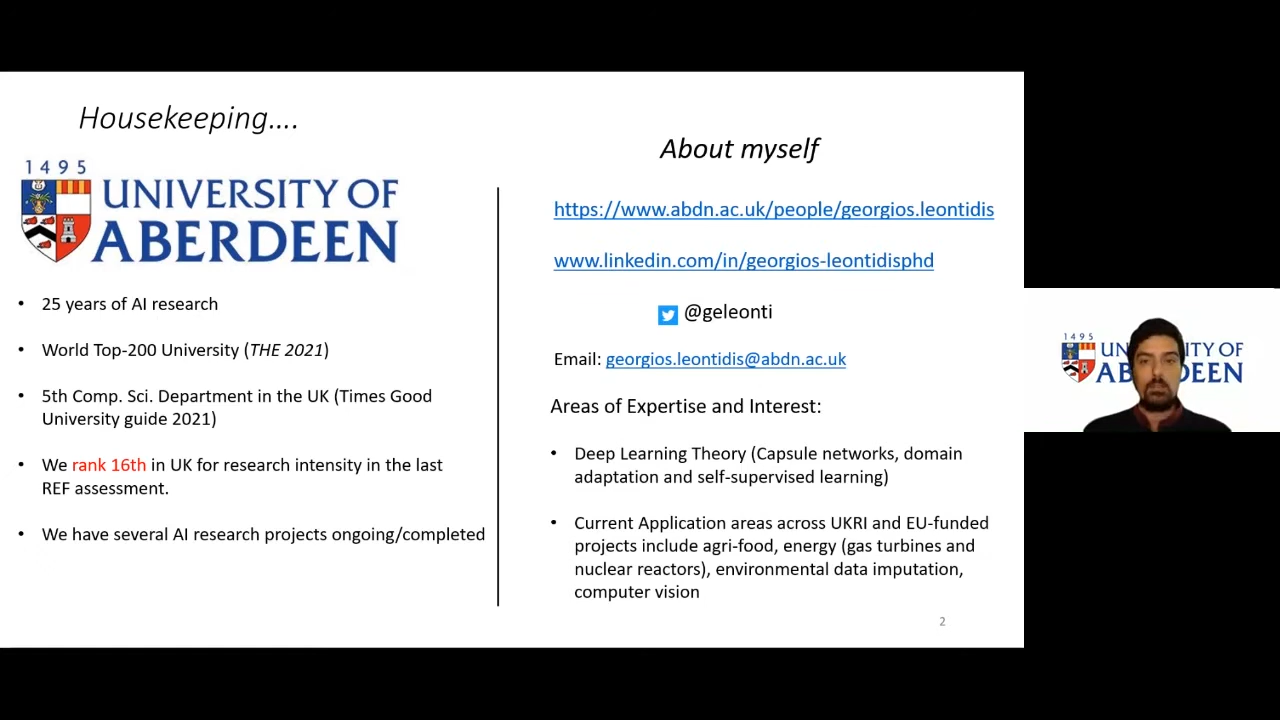 Housekeeping....
1495
UNIVERSITY OF
ABERDEEN
• 25 years of AI research
• World Top-200 University (THE 2021)
• 5th Comp. Sci. Department in the UK (Times Good
University guide 2021)
• We rank 16th in UK for research intensity in the last
REF assessment.
• We have several AI research projects ongoing/completed
About myself
https://www.abdn.ac.uk/people/georgios.leontidis
www.linkedin.com/in/georgios-leontidisphd
@geleonti
Email: georgios.leontidis@abdn.ac.uk
Areas of Expertise and Interest:
• Deep Learning Theory (Capsule networks, domain
adaptation and self-supervised learning)
• Current Application areas across UKRI and EU-funded
projects include agri-food, energy (gas turbines and
nuclear reactors), environmental data imputation,
computer vision
2
1495
UN SITY OF
AB DEEN